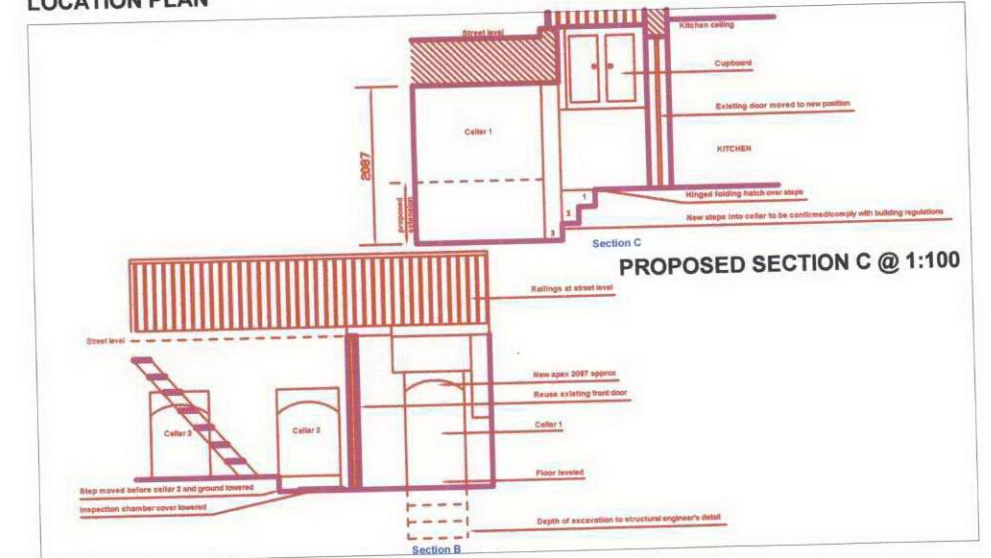 LOCATION PLAN
Street level
Kitchen ceiling
Cupboard
Existing door moved to new position
Cellar 1
KITCHEN
2087
proposed
extension
1
2
3
Hinged folding hatch over steps
New steps into cellar to be confirmed/comply with building regulations
Section C
PROPOSED SECTION C @ 1:100
Railings at street level
Street level
New apex 2087 approx
Reuse existing front door
Cellar 3
Cellar 2
Cellar 1
Floor leveled
Step moved before cellar 2 and ground lowered
Inspection chamber cover lowered
Depth of excavation to structural engineer's detail
Section B